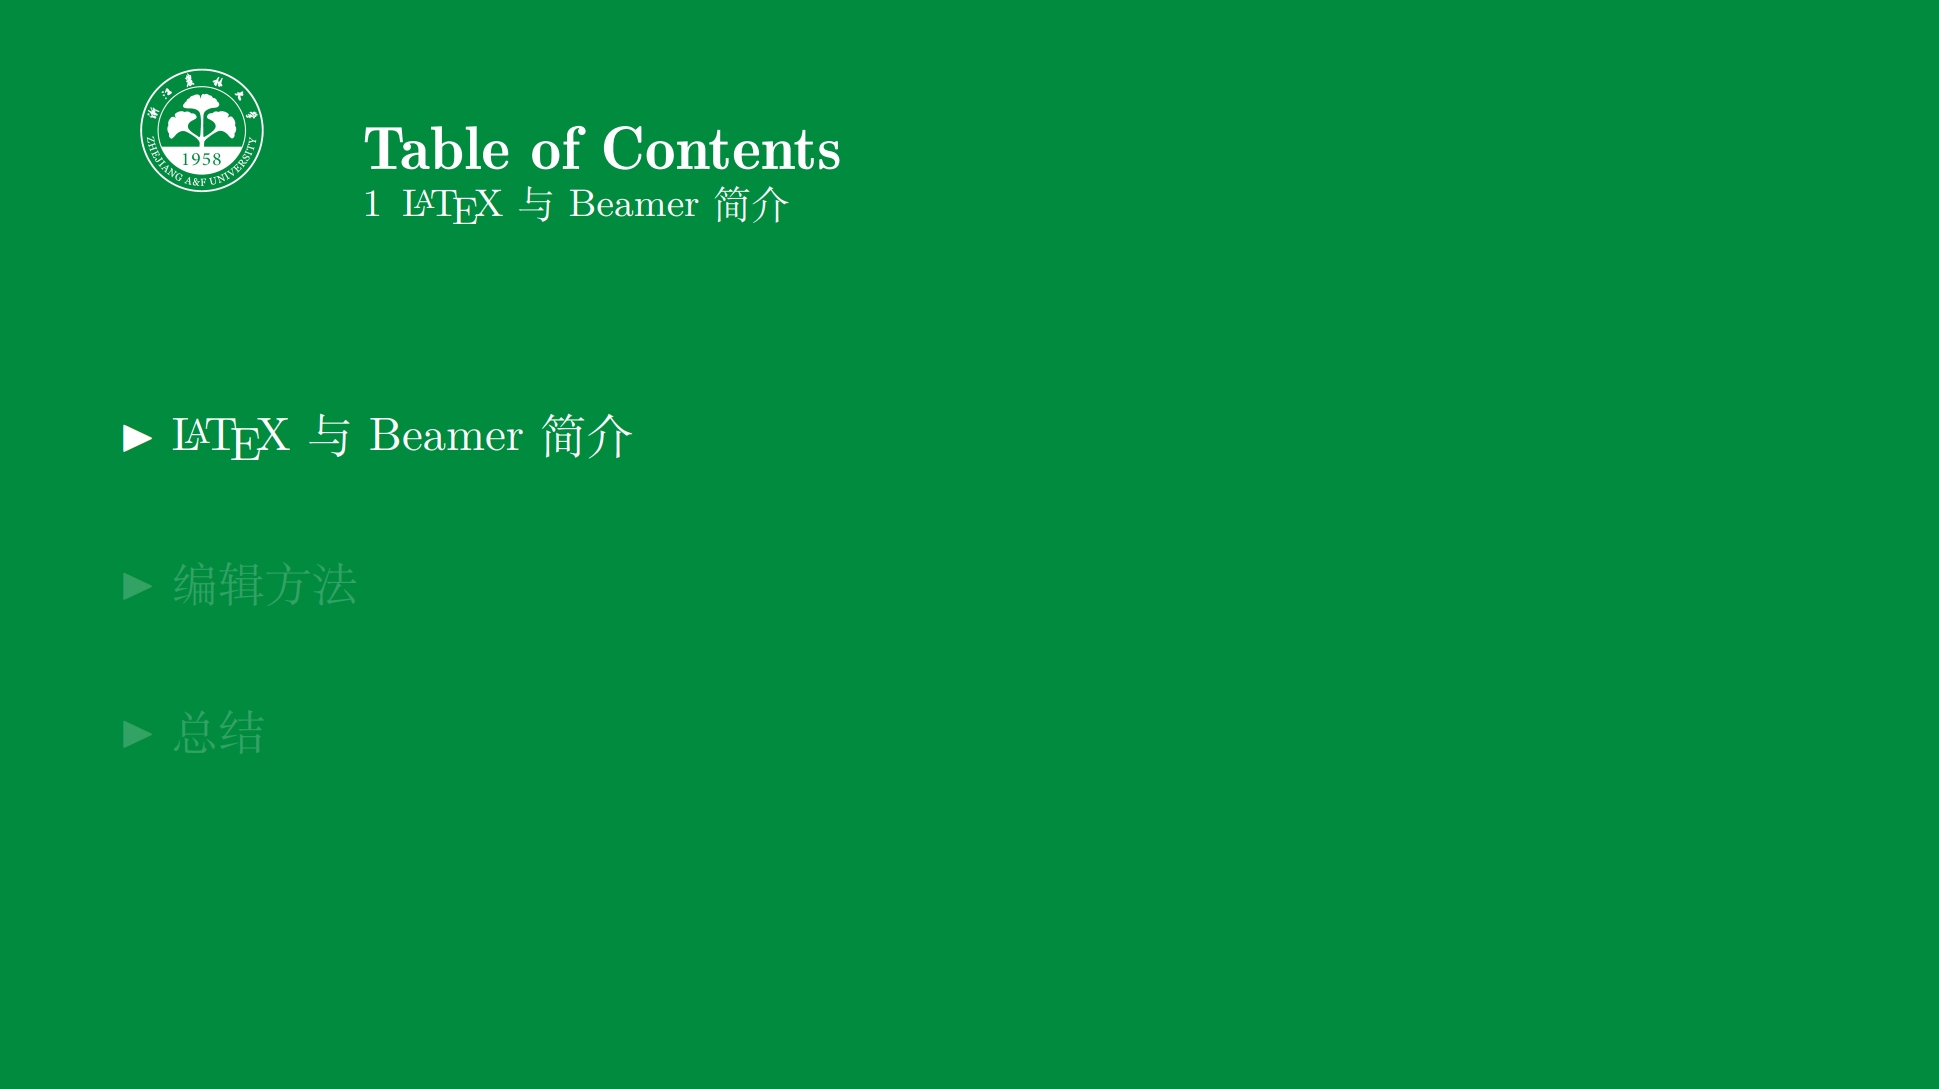 浙江农林大学
1958
ZHEJIANG A&F UNIVERSITY
Table of Contents
1 LATEX 与 Beamer 简介
▶ LATEX 与 Beamer 简介
▶ 编辑方法
▶ 总结